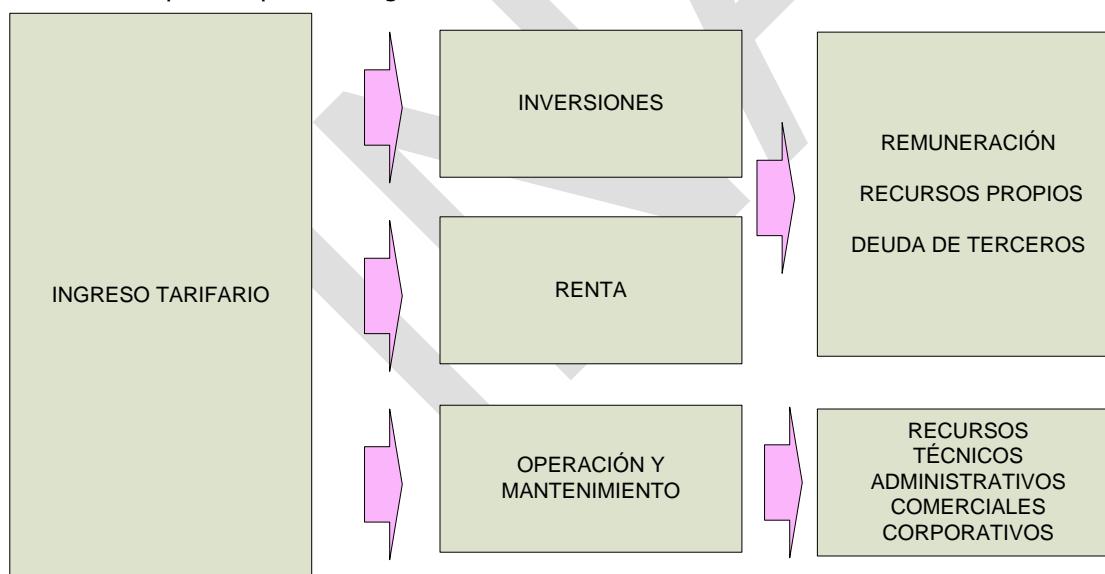 INGRESO TARIFARIO
INVERSIONES
RENTA
OPERACIÓN Y
MANTENIMIENTO
REMUNERACIÓN
RECURSOS PROPIOS
DEUDA DE TERCEROS
RECURSOS
TÉCNICOS
ADMINISTRATIVOS
COMERCIALES
CORPORATIVOS